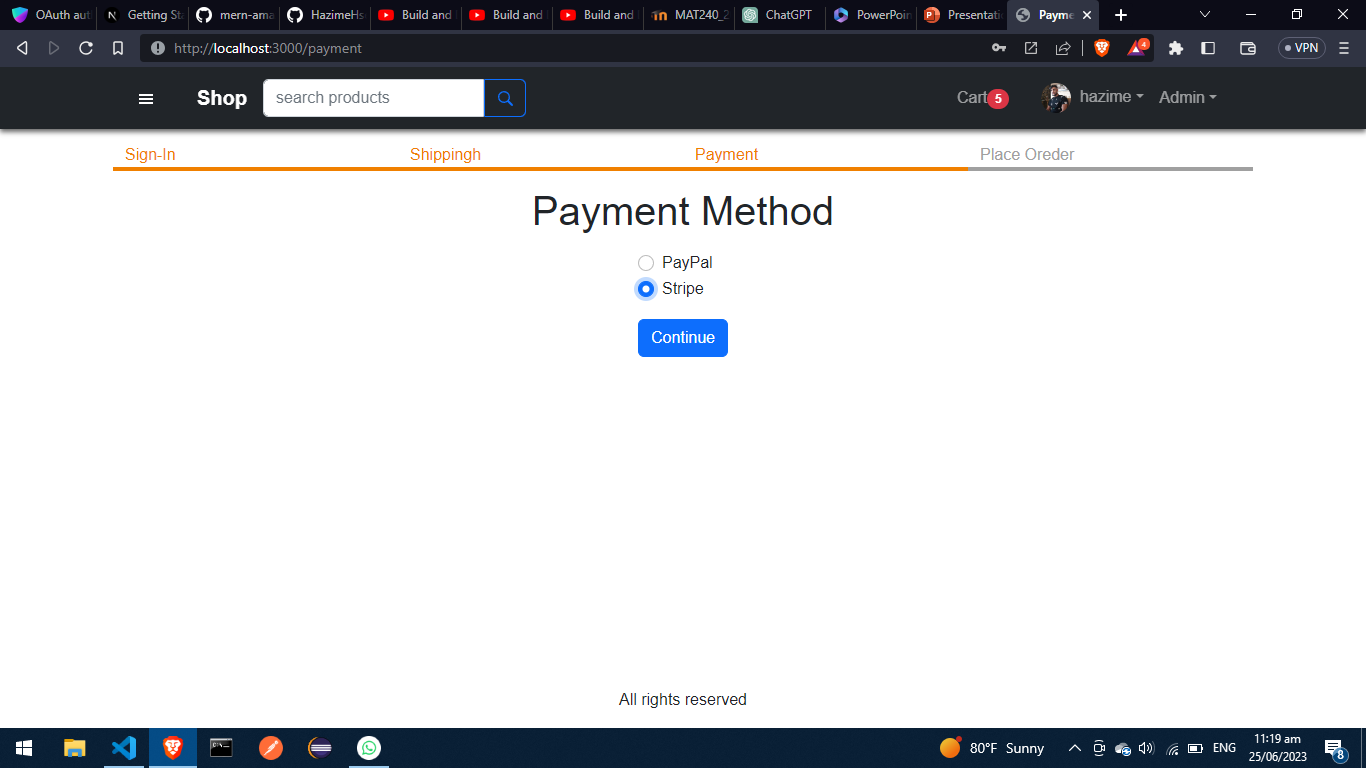 OAuth aut
Getting Sta
mern-ama
HazimeHs
Build and
Build and
Build and
MAT240_2
ChatGPT
PowerPoin
Presentati
Payme
http://localhost:3000/payment
4
VPN
Shop
search products
Cart 5
hazime
Admin
Sign-In
Shippingh
Payment
Place Oreder
Payment Method
PayPal
Stripe
Continue
All rights reserved
80°F Sunny
ENG
11:19 am
25/06/2023
8